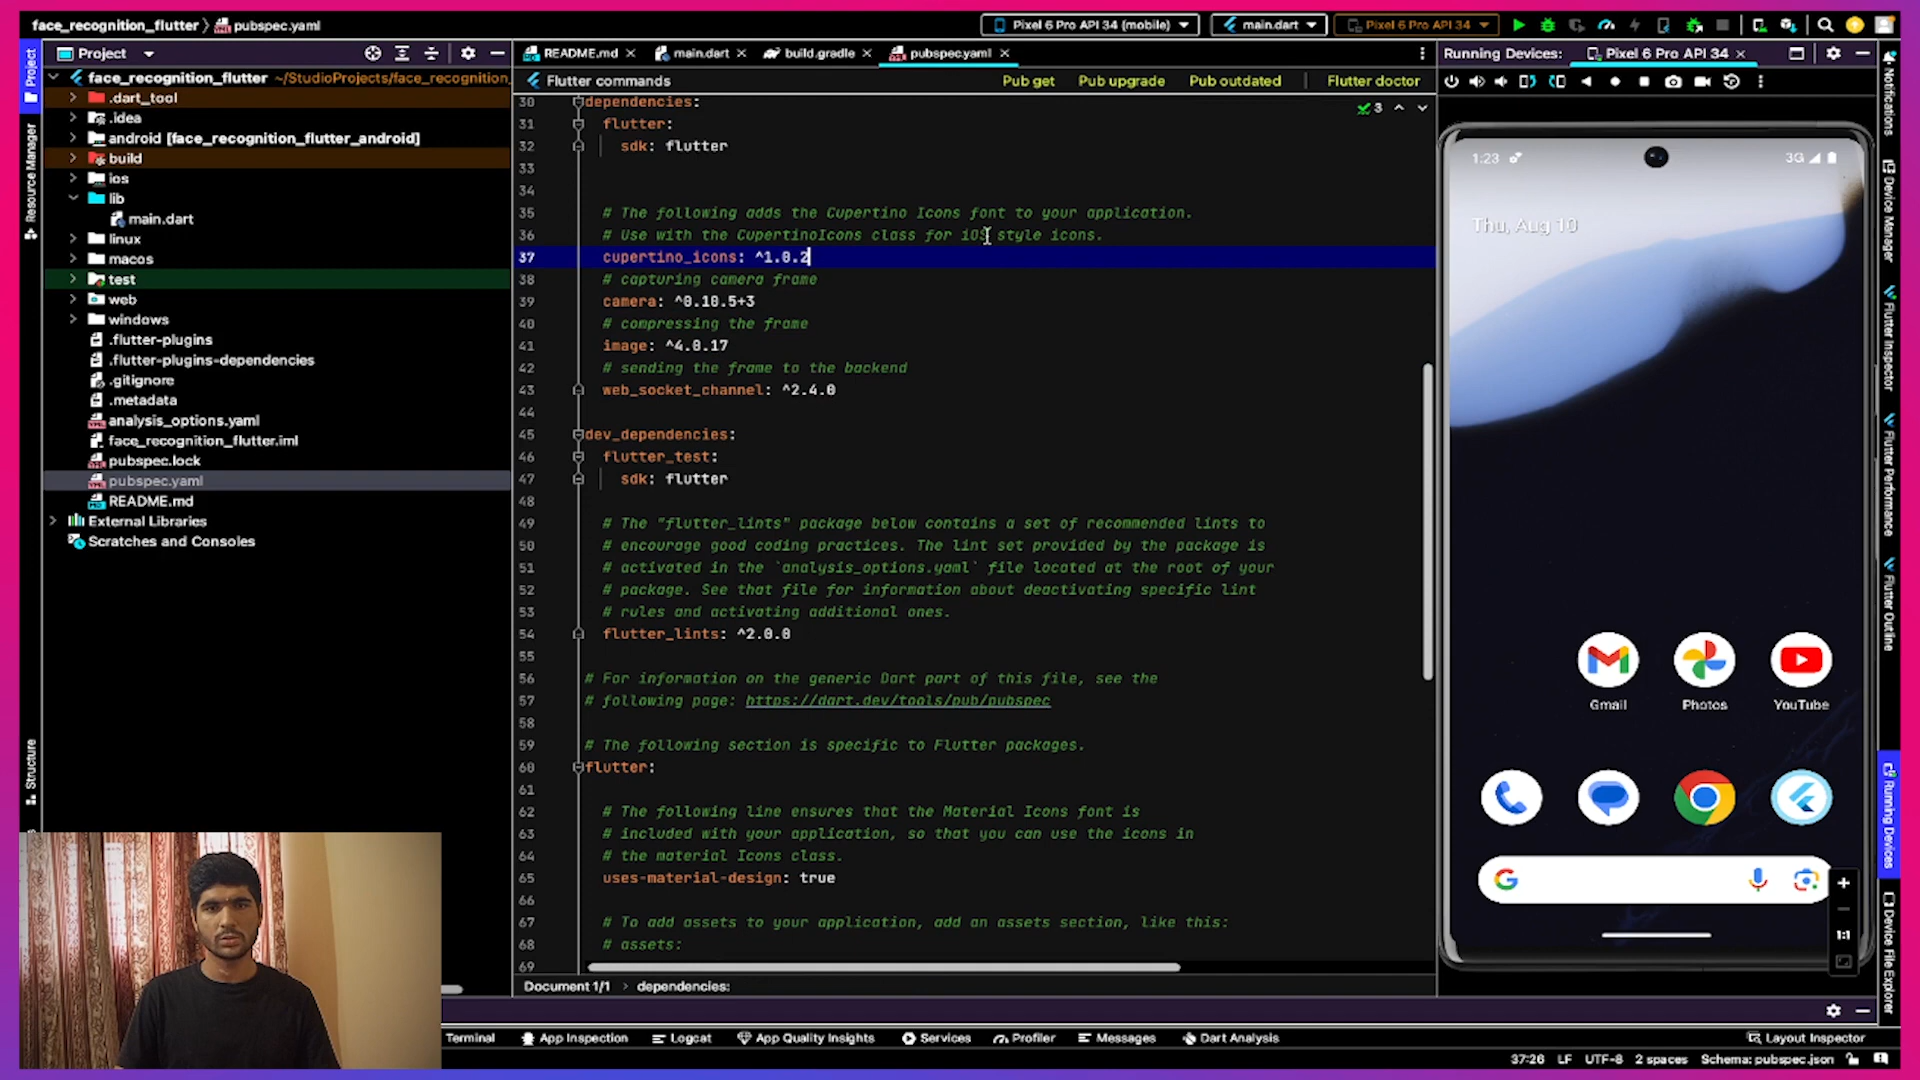 face_recognition_flutter
pubspec.yaml
Pixel 6 Pro API 34 (mobile)
main.dart
Pixel 6 Pro API 34
Project
README.md
main.dart
build.gradle
pubspec.yaml
Running Devices:
Pixel 6 Pro API 34
face_recognition_flutter ~/StudioProjects/face_recognition_
.dart_tool
.idea
android [face_recognition_flutter_android]
build
ios
lib
main.dart
linux
macos
test
web
windows
.flutter-plugins
.flutter-plugins-dependencies
.gitignore
.metadata
analysis_options.yaml
face_recognition_flutter.iml
pubspec.lock
pubspec.yaml
README.md
External Libraries
Scratches and Consoles
Project
Resource Manager
Structure
Flutter commands
Pub get
Pub upgrade
Pub outdated
Flutter doctor
3
30 dependencies:
31 flutter:
32 sdk: flutter
33
34
35 # The following adds the Cupertino Icons font to your application.
36 # Use with the CupertinoIcons class for iOS style icons.
37 cupertino_icons: ^1.0.2
38 # capturing camera frame
39 camera: ^0.10.5+3
40 # compressing the frame
41 image: ^4.0.17
42 # sending the frame to the backend
43 web_socket_channel: ^2.4.0
44
45 dev_dependencies:
46 flutter_test:
47 sdk: flutter
48
49 # The "flutter_lints" package below contains a set of recommended lints to
50 # encourage good coding practices. The lint set provided by the package is
51 # activated in the `analysis_options.yaml` file located at the root of your
52 # package. See that file for information about deactivating specific lint
53 # rules and activating additional ones.
54 flutter_lints: ^2.0.0
55
56 # For information on the generic Dart part of this file, see the
57 # following page: https://dart.dev/tools/pub/pubspec
58
59 # The following section is specific to Flutter packages.
60 flutter:
61
62 # The following line ensures that the Material Icons font is
63 # included with your application, so that you can use the icons in
64 # the material Icons class.
65 uses-material-design: true
66
67 # To add assets to your application, add an assets section, like this:
68 # assets:
69
Document 1/1
dependencies:
1:23
3G
Thu, Aug 10
Gmail
Photos
YouTube
1:1
Notifications
Device Manager
Flutter Inspector
Flutter Performance
Flutter Outline
Running Devices
Device File Explorer
Terminal
App Inspection
Logcat
App Quality Insights
Services
Profiler
Messages
Dart Analysis
Layout Inspector
37:26
LF
UTF-8
2 spaces
Schema: pubspec.json